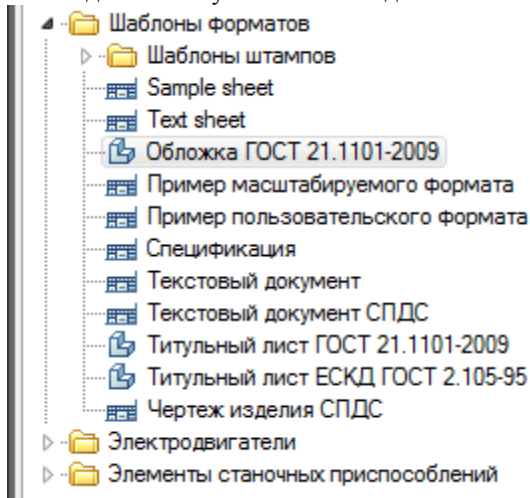 Шаблоны форматов
Шаблоны штампов
Sample sheet
Text sheet
Обложка ГОСТ 21.1101-2009
Пример масштабируемого формата
Пример пользовательского формата
Спецификация
Текстовый документ
Текстовый документ СПДС
Титульный лист ГОСТ 21.1101-2009
Титульный лист ЕСКД ГОСТ 2.105-95
Чертеж изделия СПДС
Электродвигатели
Элементы станочных приспособлений